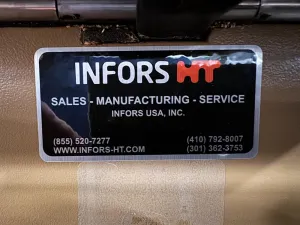 INFORS HT
SALES - MANUFACTURING - SERVICE
INFORS USA, INC.
(855) 520-7277 (410) 792-8007
WWW.INFORS-HT.COM (301) 362-3753